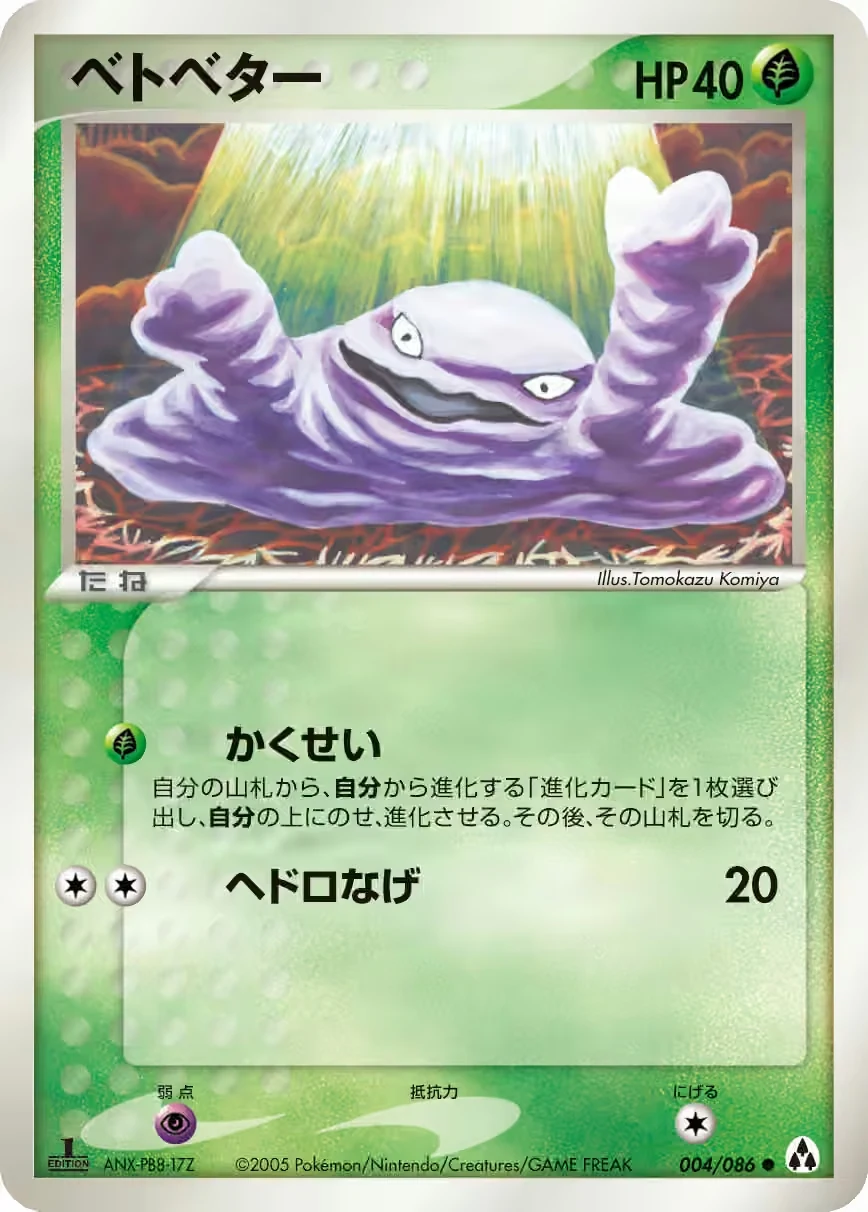 ベトベター
HP40
たね
Illus.Tomokazu Komiya
かくせい
自分の山札から、自分から進化する「進化カード」を1枚選び
出し、自分の上にのせ、進化させる。その後、その山札を切る。
ヘドロなげ 20
弱点 抵抗力 にげる
1 EDITION ANX-PB8-17Z ©2005 Pokémon/Nintendo/Creatures/GAME FREAK 004/086